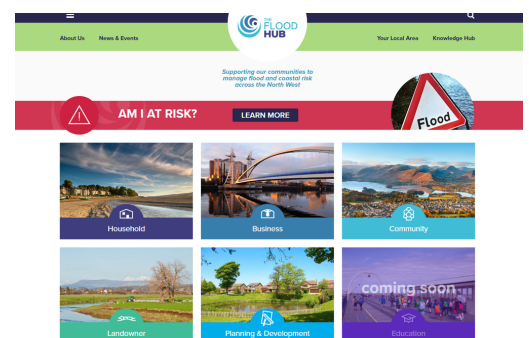 THE
FLOOD
HUB
About Us
News & Events
Your Local Area
Knowledge Hub
Supporting our communities to
manage flood and coastal risk
across the North West
AM I AT RISK?
LEARN MORE
Flood
Household
Business
Community
coming soon
Landowner
Planning & Development
Education